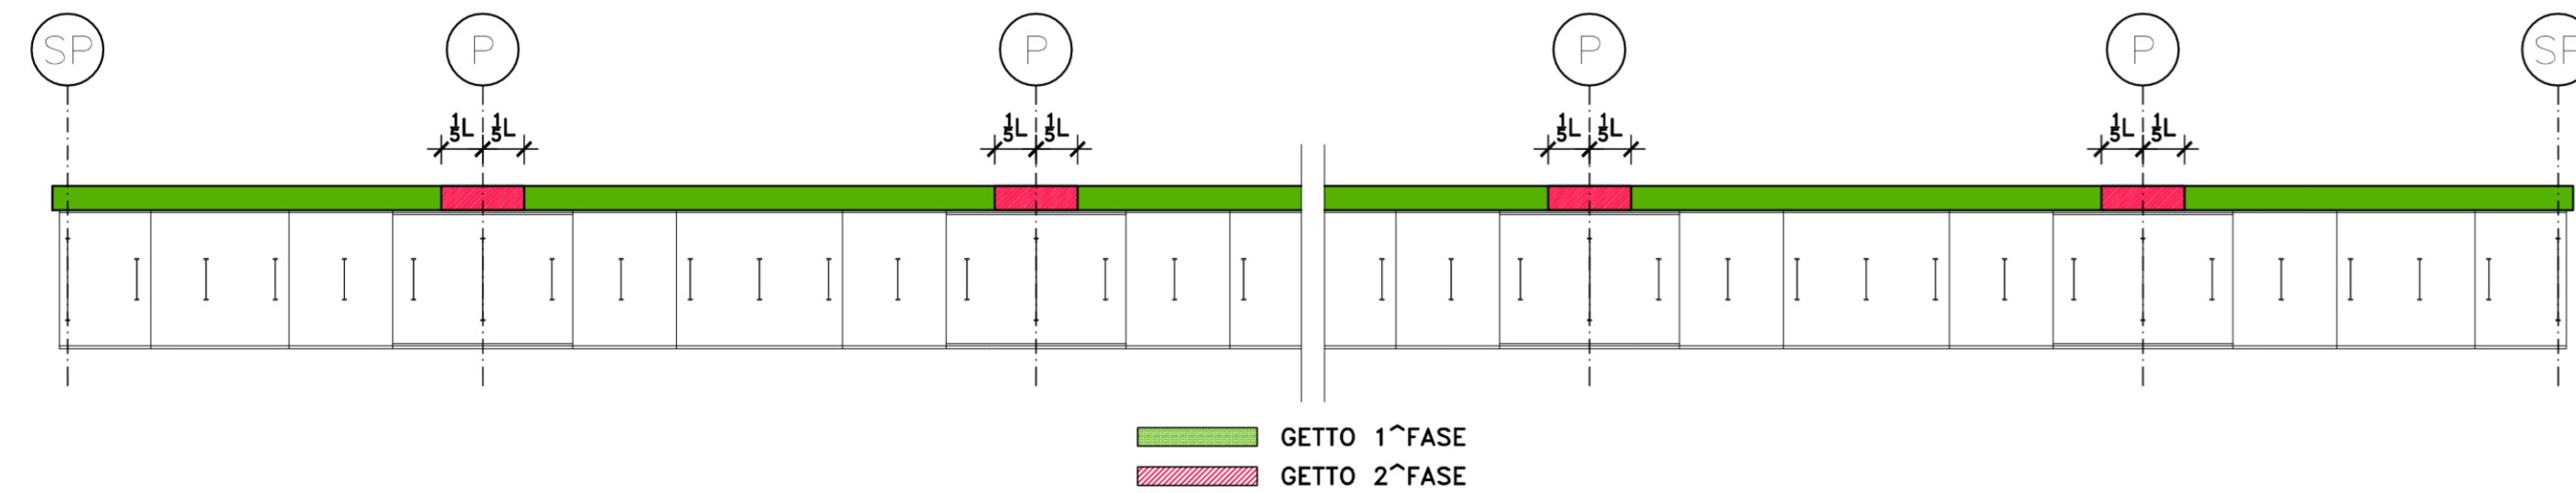 SP P P P P SP
1/5L 1/5L 1/5L 1/5L 1/5L 1/5L 1/5L 1/5L
GETTO 1^FASE
GETTO 2^FASE